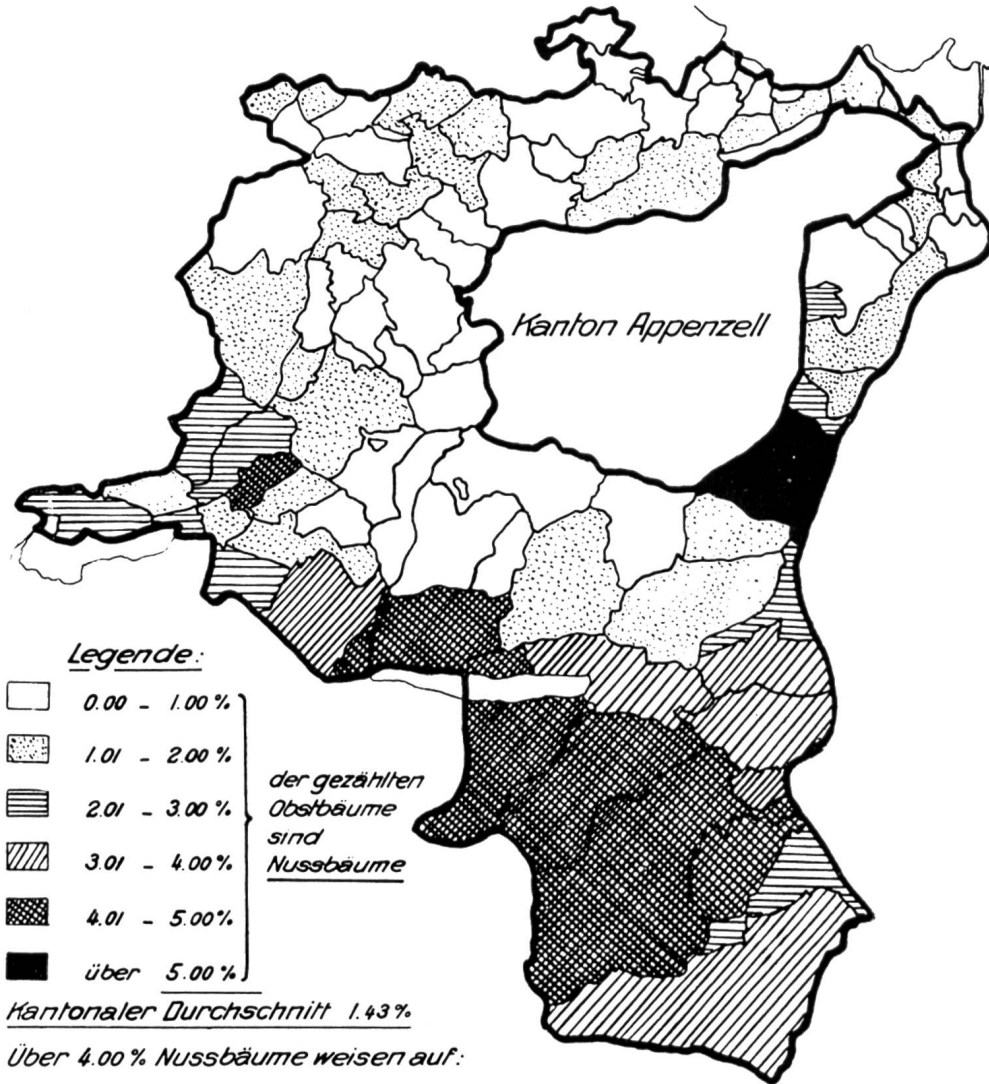 Kanton Appenzell
Legende:
0.00 - 1.00 %
1.01 - 2.00 %
2.01 - 3.00 %
3.01 - 4.00 %
4.01 - 5.00 %
über 5.00 %
der gezählten
Obstbäume
sind
Nussbäume
Kantonaler Durchschnitt 1.43 %
Über 4.00 % Nussbäume weisen auf: